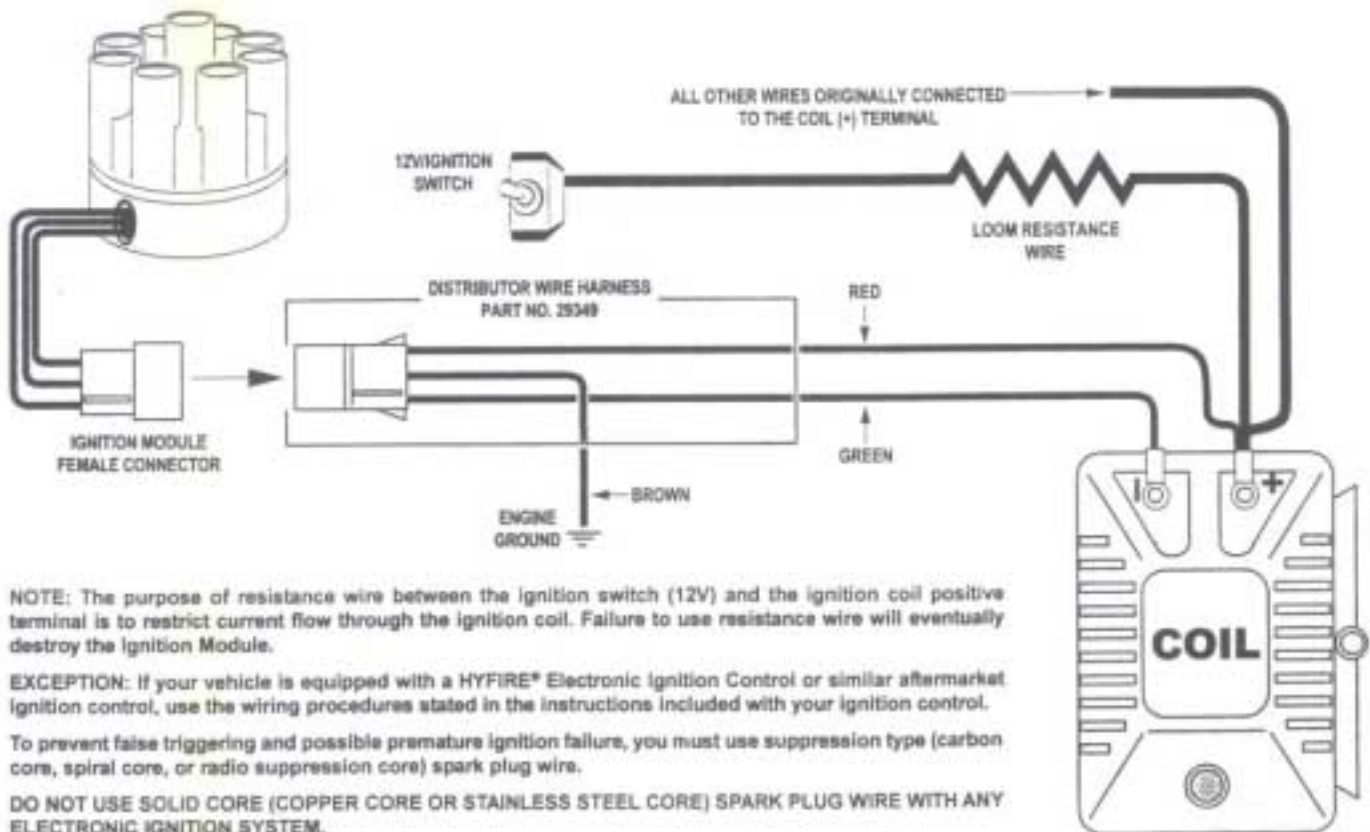 ALL OTHER WIRES ORIGINALLY CONNECTED
TO THE COIL (+) TERMINAL
12V/IGNITION
SWITCH
LOOM RESISTANCE
WIRE
DISTRIBUTOR WIRE HARNESS
PART NO. 29349
RED
IGNITION MODULE
FEMALE CONNECTOR
GREEN
BROWN
ENGINE
GROUND
- +
COIL
NOTE: The purpose of resistance wire between the ignition switch (12V) and the ignition coil positive
terminal is to restrict current flow through the ignition coil. Failure to use resistance wire will eventually
destroy the Ignition Module.
EXCEPTION: If your vehicle is equipped with a HYFIRE® Electronic Ignition Control or similar aftermarket
ignition control, use the wiring procedures stated in the instructions included with your ignition control.
To prevent false triggering and possible premature ignition failure, you must use suppression type (carbon
core, spiral core, or radio suppression core) spark plug wire.
DO NOT USE SOLID CORE (COPPER CORE OR STAINLESS STEEL CORE) SPARK PLUG WIRE WITH ANY
ELECTRONIC IGNITION SYSTEM.